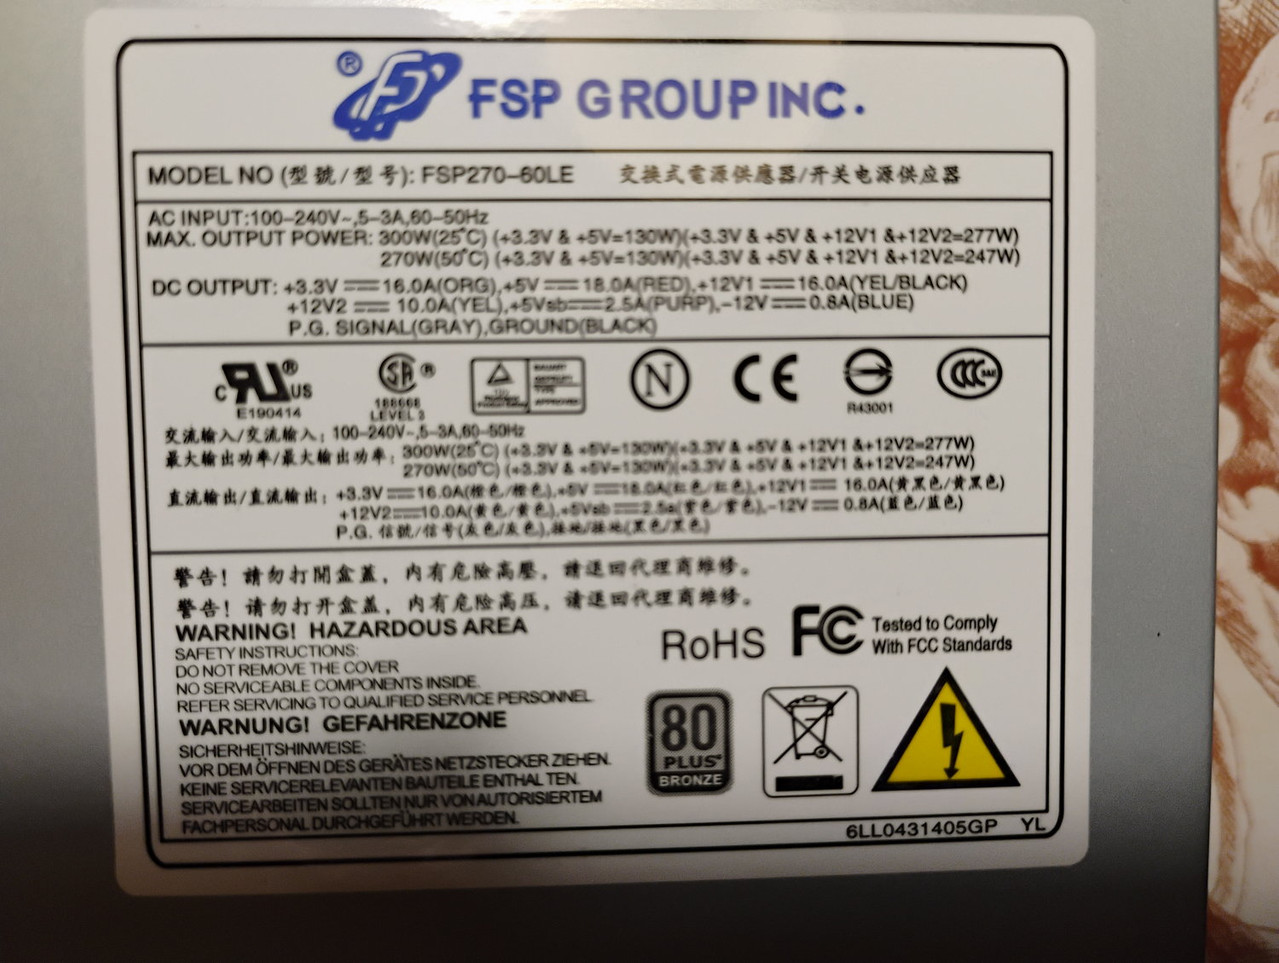 ® FSP GROUP INC.
MODEL NO (型號/型号): FSP270-60LE 交换式電源供應器/开关电源供应器
AC INPUT:100-240V~,5-3A,60-50Hz
MAX. OUTPUT POWER: 300W(25°C) (+3.3V & +5V=130W)(+3.3V & +5V & +12V1 &+12V2=277W)
270W(50°C) (+3.3V & +5V=130W)(+3.3V & +5V & +12V1 &+12V2=247W)
DC OUTPUT: +3.3V ⎓ 16.0A(ORG),+5V ⎓ 18.0A(RED),+12V1 ⎓ 16.0A(YEL/BLACK)
+12V2 ⎓ 10.0A(YEL),+5Vsb⎓2.5A(PURP),-12V ⎓ 0.8A(BLUE)
P.G. SIGNAL(GRAY),GROUND(BLACK)
C RU US ®
E190414
SA ®
188668
LEVEL 3
N
CE
R43001
CCC
S&E
交流輸入/交流输入: 100-240V~,5-3A,60-50Hz
最大輸出功率/最大输出功率: 300W(25°C) (+3.3V & +5V=130W)(+3.3V & +5V & +12V1 &+12V2=277W)
270W(50°C) (+3.3V & +5V=130W)(+3.3V & +5V & +12V1 &+12V2=247W)
直流輸出/直流输出: +3.3V ⎓16.0A(橙色/橙色),+5V ⎓18.0A(红色/红色),+12V1⎓ 16.0A(黄黑色/黄黑色)
+12V2⎓10.0A(黄色/黄色),+5Vsb ⎓2.5a(紫色/紫色),-12V ⎓ 0.8A(蓝色/蓝色)
P.G. 信號/信号(灰色/灰色),接地/接地(黑色/黑色)
警告! 請勿打開盒蓋, 內有危險高壓, 請退回代理商維修。
警告! 请勿打开盒盖, 内有危险高压, 请退回代理商维修。
WARNING! HAZARDOUS AREA
SAFETY INSTRUCTIONS:
DO NOT REMOVE THE COVER
NO SERVICEABLE COMPONENTS INSIDE.
REFER SERVICING TO QUALIFIED SERVICE PERSONNEL
WARNUNG! GEFAHRENZONE
SICHERHEITSHINWEISE:
VOR DEM ÖFFNEN DES GERÄTES NETZSTECKER ZIEHEN.
KEINE SERVICERELEVANTEN BAUTEILE ENTHALTEN.
SERVICEARBEITEN SOLLTEN NUR VON AUTORISIERTEM
FACHPERSONAL DURCHGEFÜHRT WERDEN.
RoHS
FC Tested to Comply
With FCC Standards
80
PLUS
BRONZE
6LL0431405GP YL